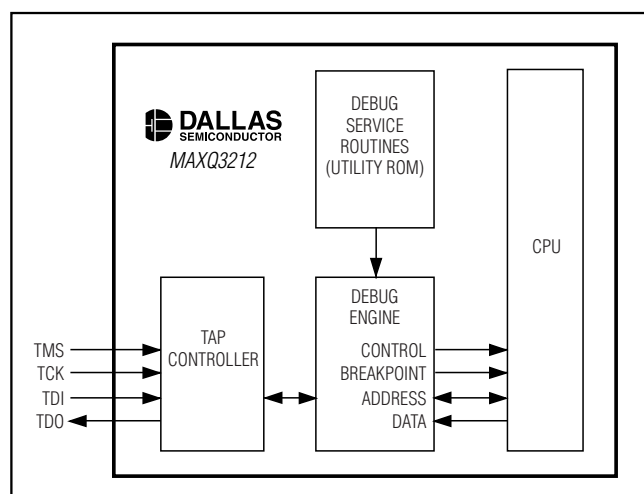 DALLAS
SEMICONDUCTOR
MAXQ3212
DEBUG
SERVICE
ROUTINES
(UTILITY ROM)
CPU
TAP
CONTROLLER
DEBUG
ENGINE
CONTROL
BREAKPOINT
ADDRESS
DATA
TMS
TCK
TDI
TDO